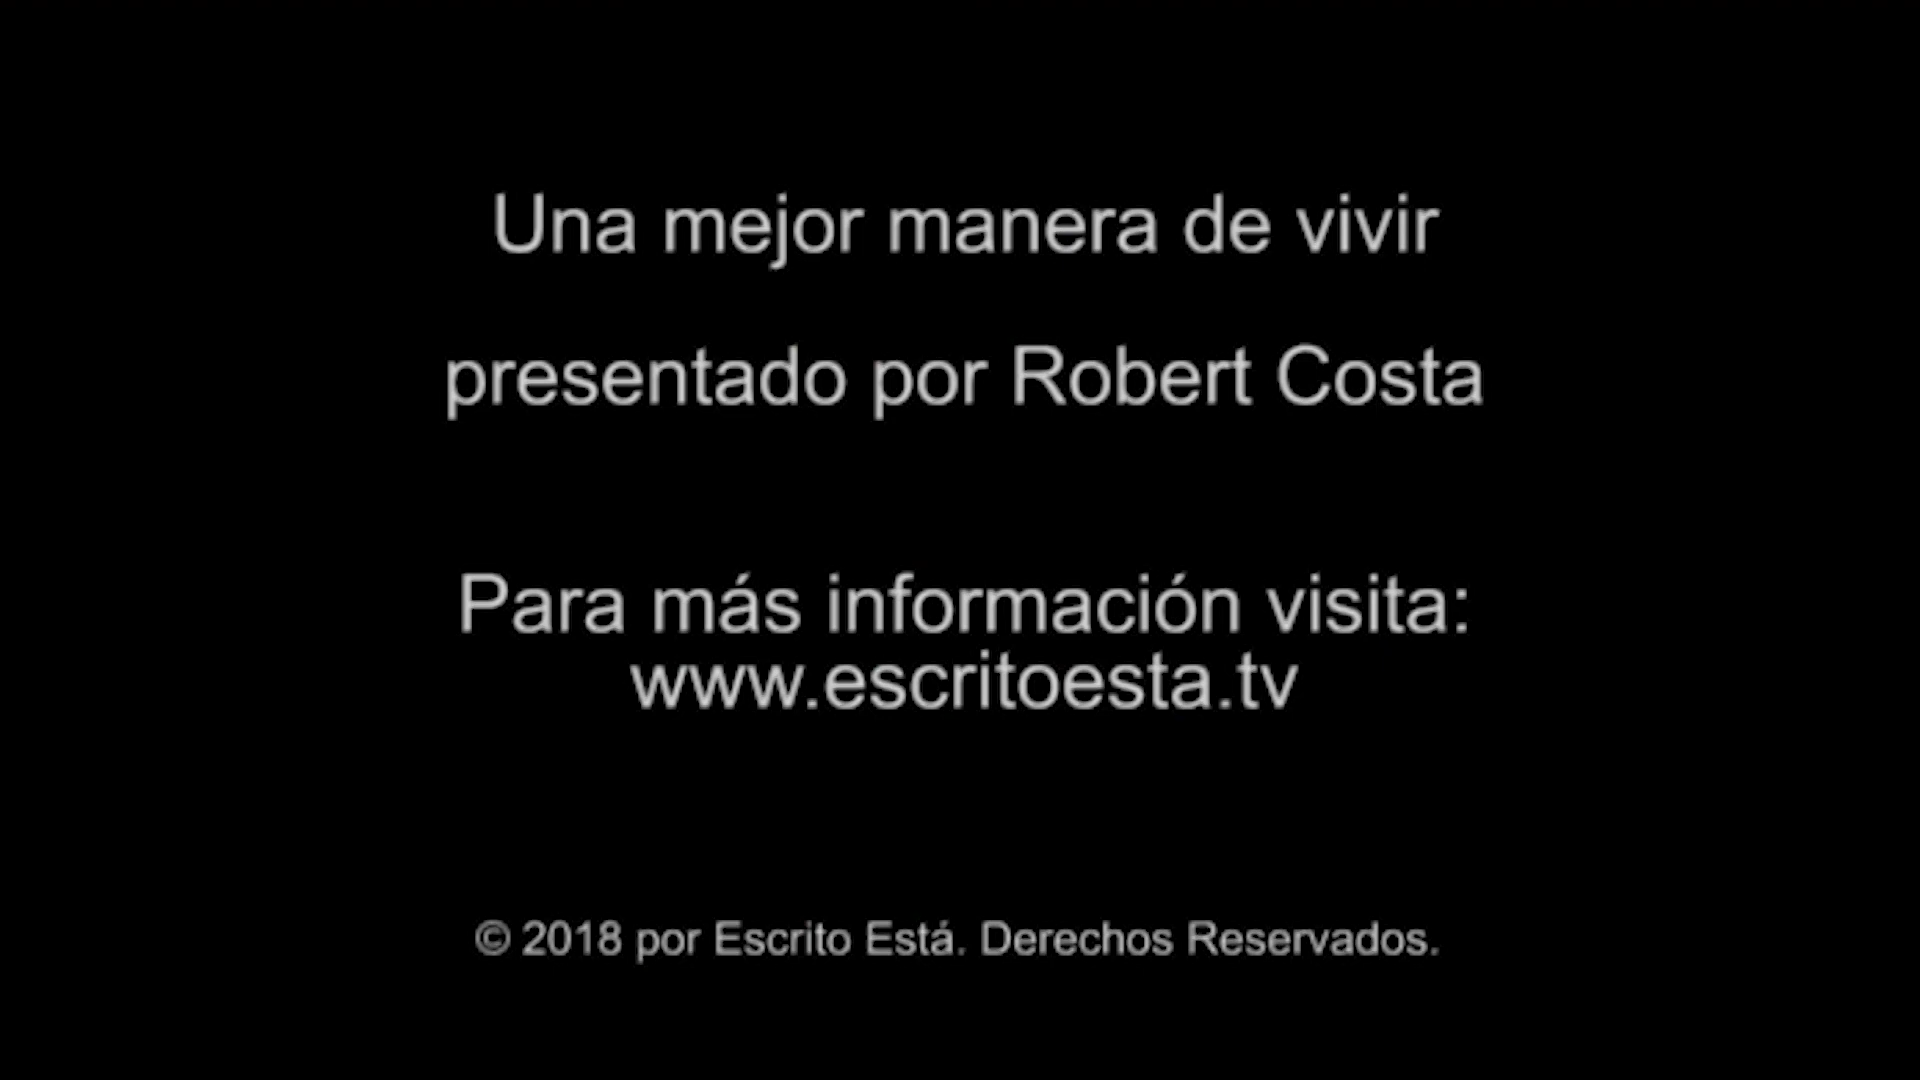 Una mejor manera de vivir
presentado por Robert Costa
Para más información visita:
www.escritoesta.tv
© 2018 por Escrito Está. Derechos Reservados.